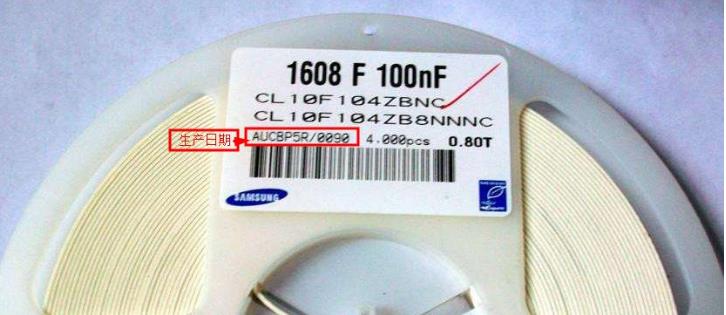 1608 F 100nF
CL10F104ZBNC
CL10F104ZB8NNNC
生产日期 AUCBP5R/0090 4.000pcs 0.80T
SAMSUNG